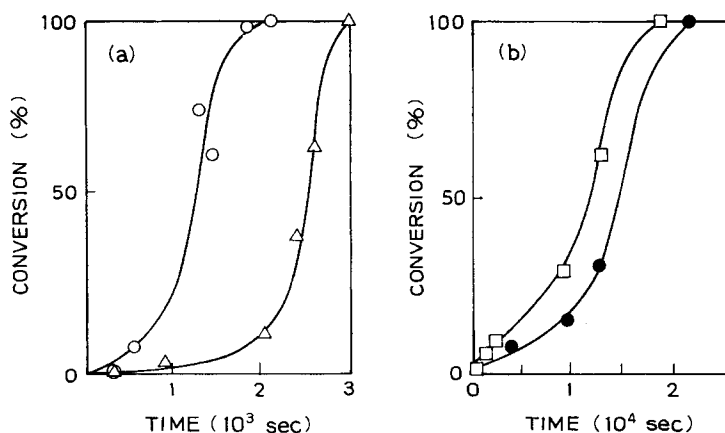 (a)
100
50
0
1
2
3
CONVERSION (%)
TIME (10³ sec)
(b)
100
50
0
0
1
2
CONVERSION (%)
TIME (10⁴ sec)